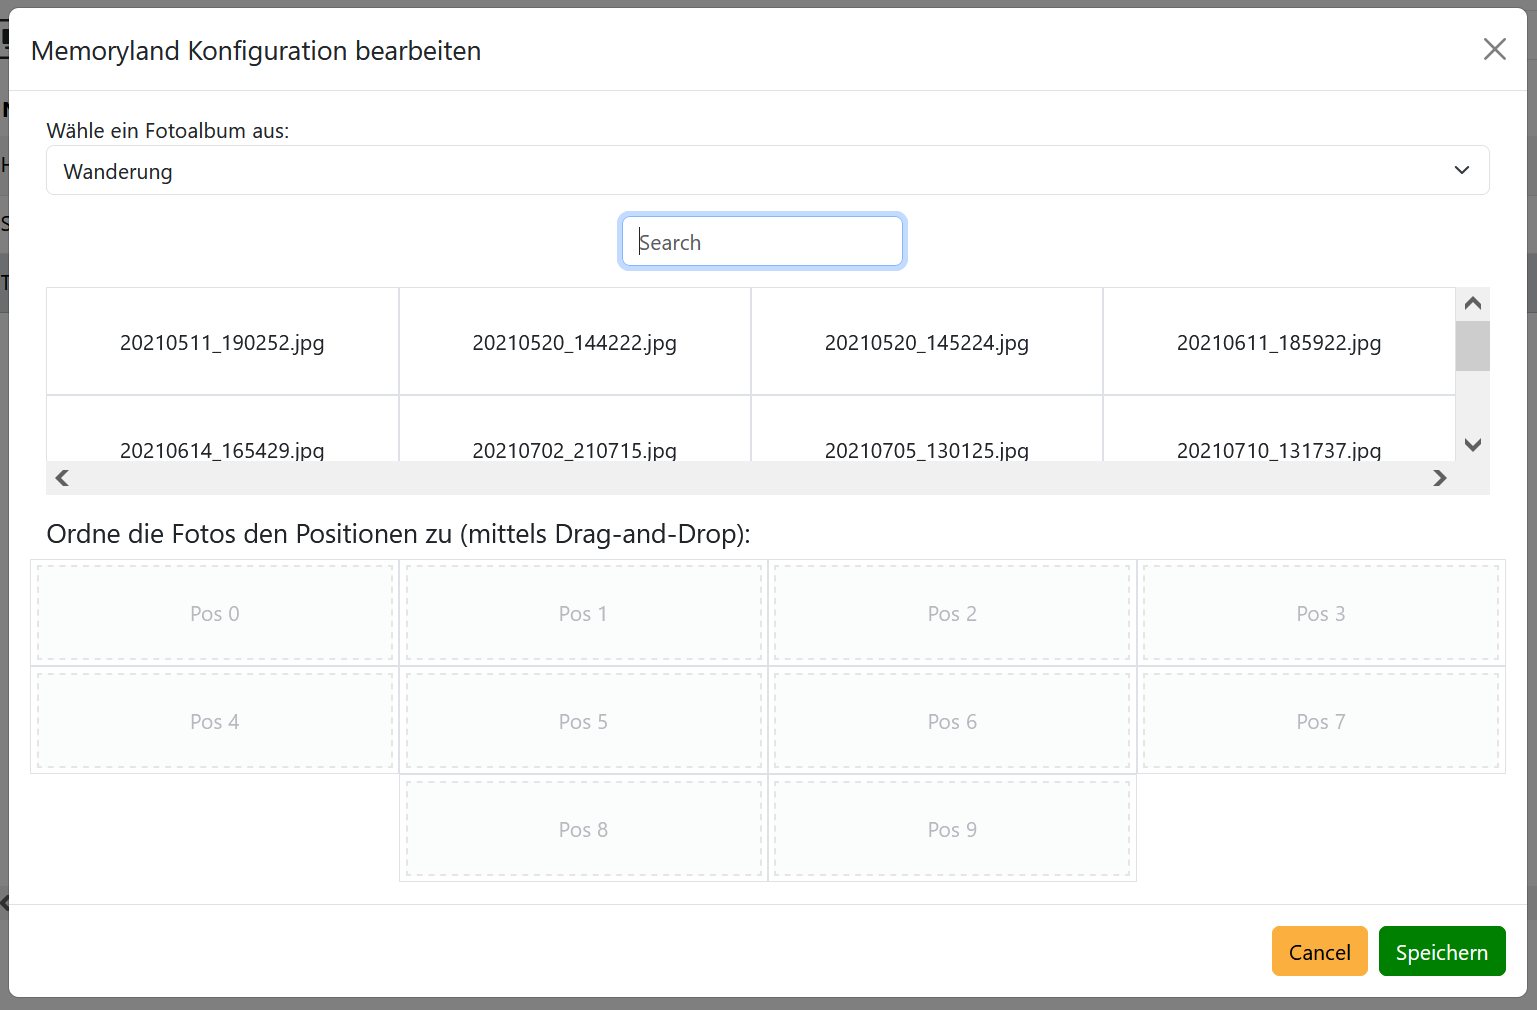 Memoryland Konfiguration bearbeiten
Wähle ein Fotoalbum aus:
Wanderung
Search
20210511_190252.jpg 20210520_144222.jpg 20210520_145224.jpg 20210611_185922.jpg
20210614_165429.jpg 20210702_210715.jpg 20210705_130125.jpg 20210710_131737.jpg
Ordne die Fotos den Positionen zu (mittels Drag-and-Drop):
Pos 0 Pos 1 Pos 2 Pos 3
Pos 4 Pos 5 Pos 6 Pos 7
Pos 8 Pos 9
Cancel Speichern